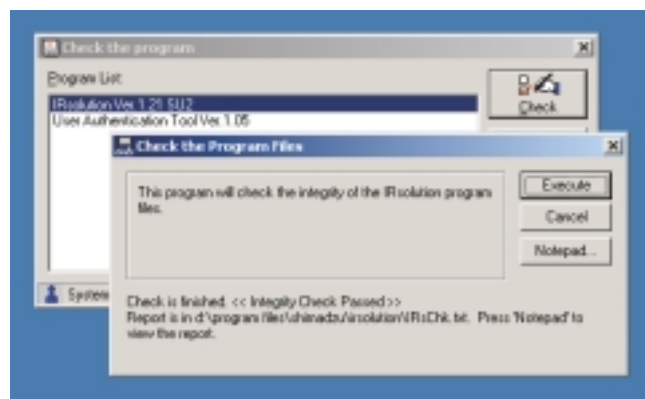 Check the program
Program List:
IRsolution Ver. 1.21 SU2
User Authentication Tool Ver. 1.05
Check
Check the Program Files
This program will check the integrity of the IRsolution program
files.
Execute
Cancel
Notepad...
System
Check is finished. << Integrity Check Passed >>
Report is in d:\program files\shimadzu\irsolution\IRsChk.txt. Press 'Notepad' to
view the report.